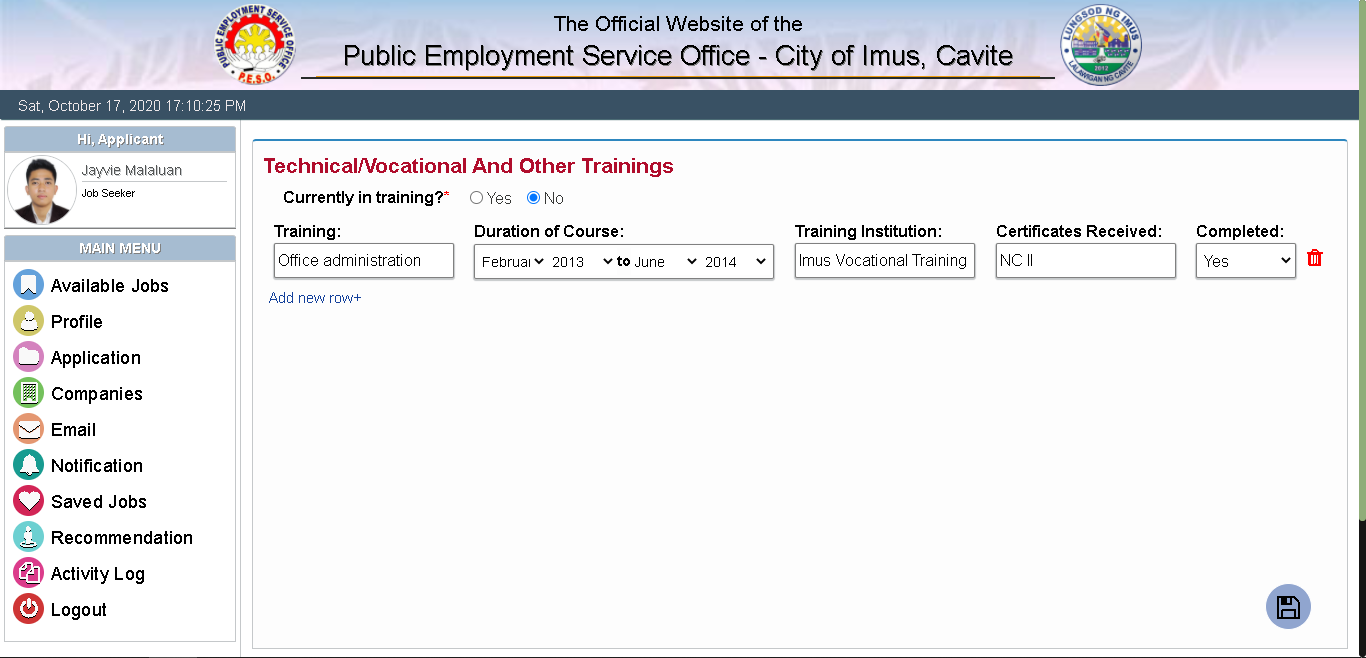 The Official Website of the
Public Employment Service Office - City of Imus, Cavite
PUBLIC EMPLOYMENT SERVICE OFFICE
P.E.S.O.
LUNGSOD NG IMUS
LALAWIGAN NG CAVITE
2012
Sat, October 17, 2020 17:10:25 PM
Hi, Applicant
Jayvie Malaluan
Job Seeker
MAIN MENU
Available Jobs
Profile
Application
Companies
Email
Notification
Saved Jobs
Recommendation
Activity Log
Logout
Technical/Vocational And Other Trainings
Currently in training?* Yes No
Training: Duration of Course: Training Institution: Certificates Received: Completed:
Office administration Februar 2013 to June 2014 Imus Vocational Training NC II Yes
Add new row+